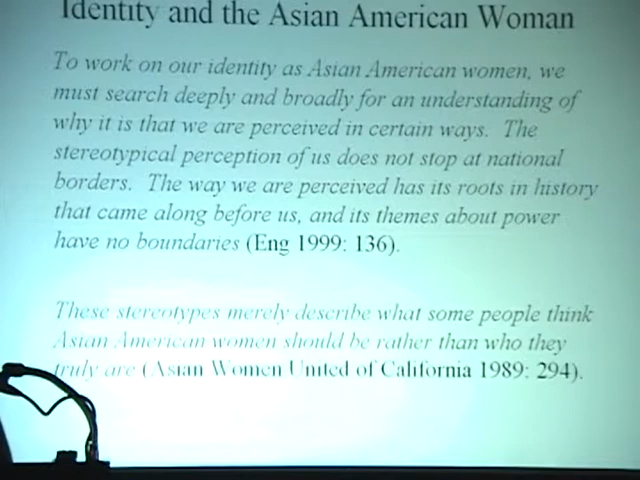 Identity and the Asian American Woman
To work on our identity as Asian American women, we
must search deeply and broadly for an understanding of
why it is that we are perceived in certain ways. The
stereotypical perception of us does not stop at national
borders. The way we are perceived has its roots in history
that came along before us, and its themes about power
have no boundaries (Eng 1999: 136).
These stereotypes merely describe what some people think
Asian American women should be rather than who they
truly are (Asian Women United of California 1989: 294).